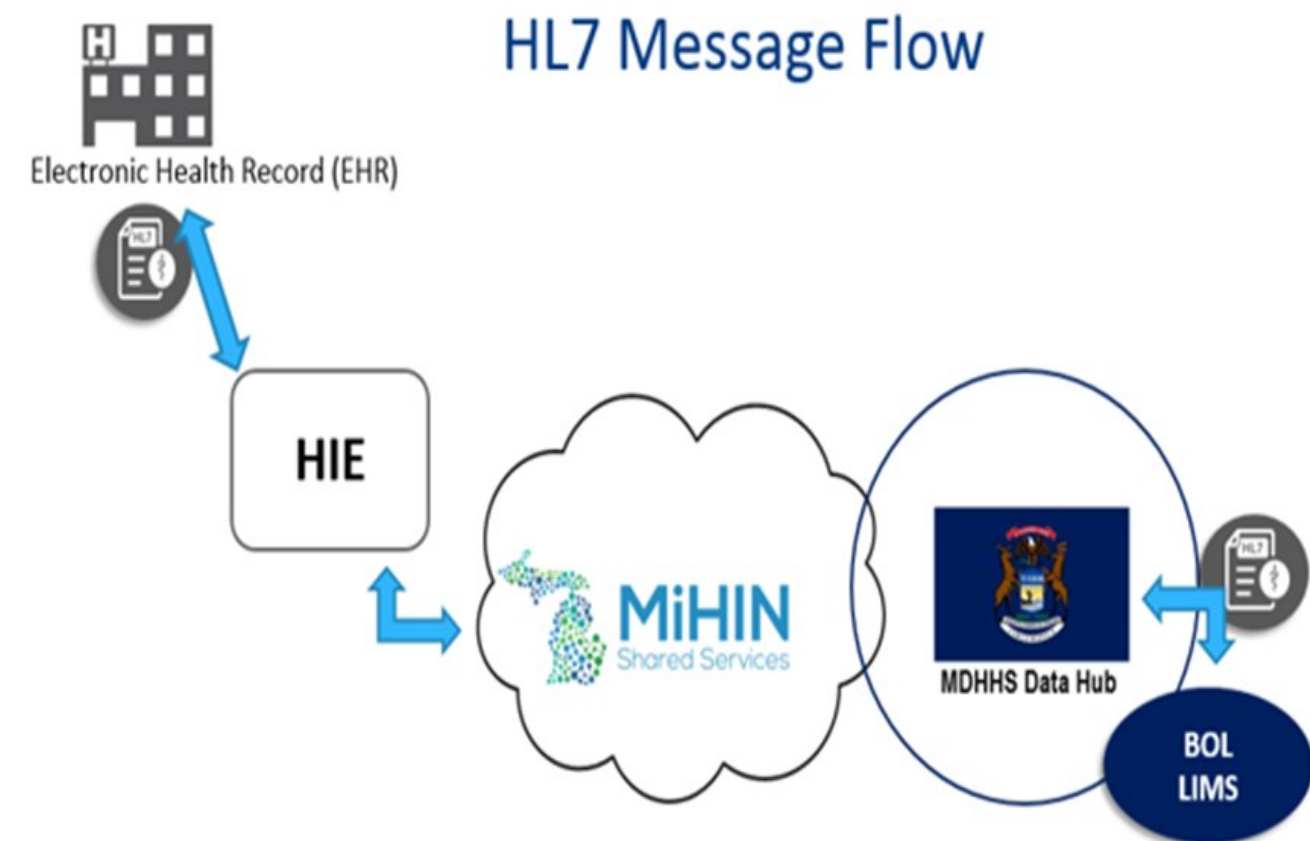 HL7 Message Flow
H
Electronic Health Record (EHR)
HL7
HIE
MiHIN
Shared Services
HL7
MDHHS Data Hub
BOL
LIMS